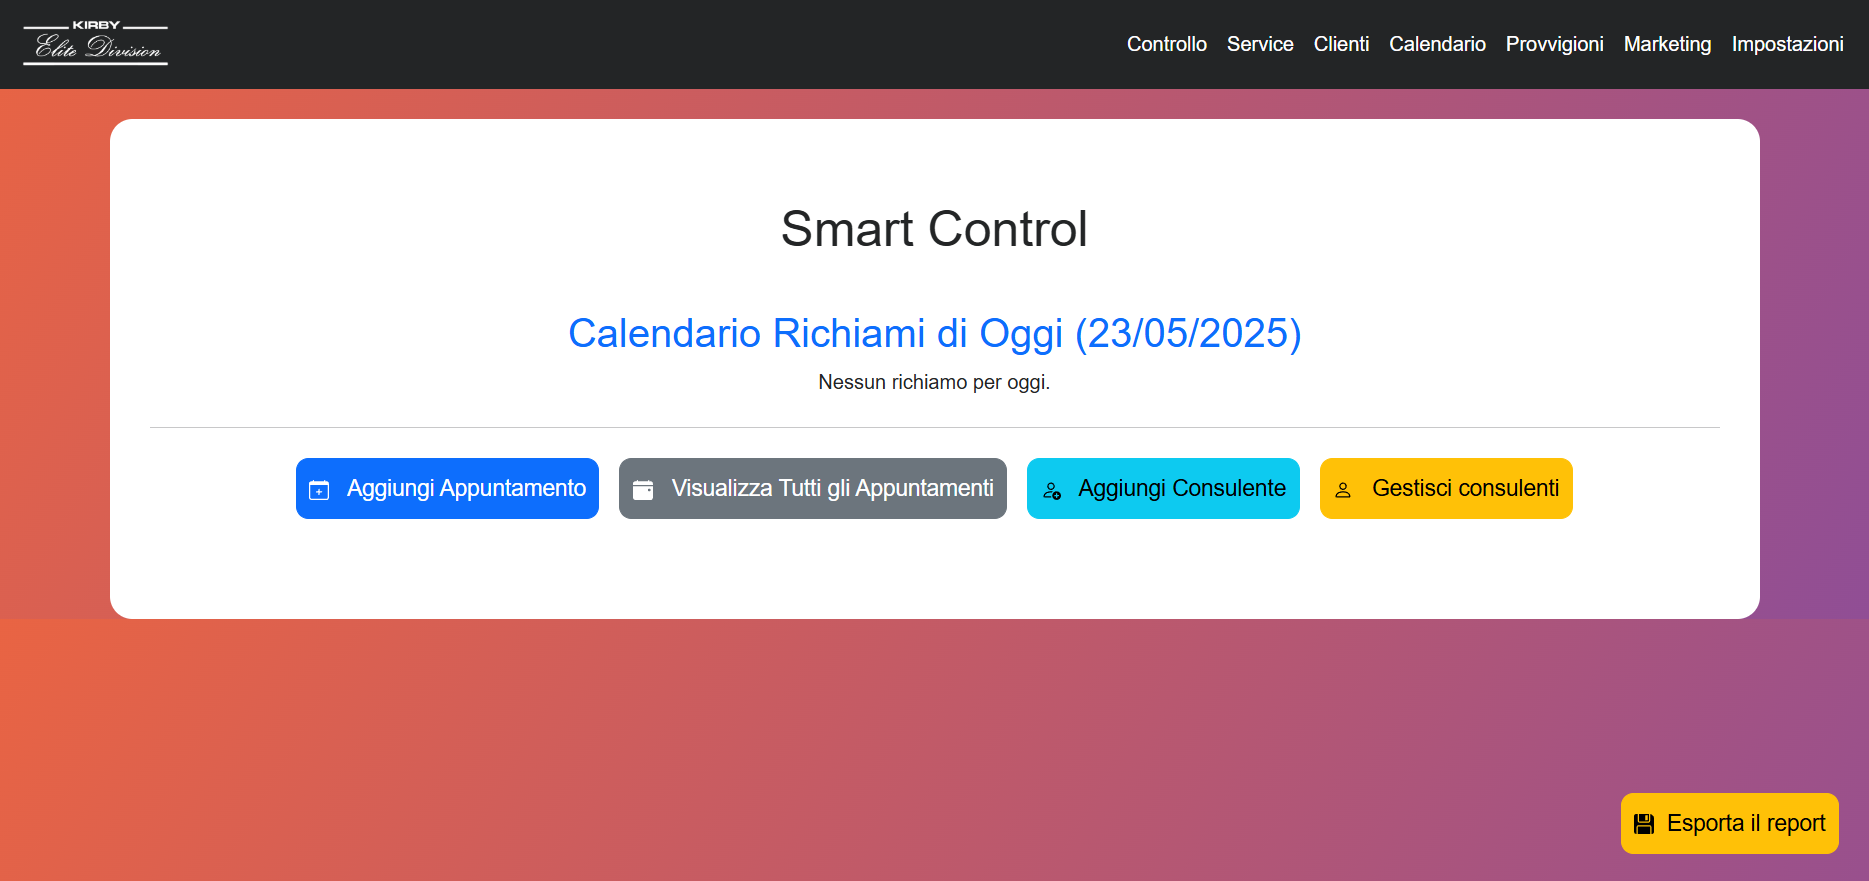 KIRBY
Elite Division
Controllo Service Clienti Calendario Provvigioni Marketing Impostazioni
Smart Control
Calendario Richiami di Oggi (23/05/2025)
Nessun richiamo per oggi.
Aggiungi Appuntamento Visualizza Tutti gli Appuntamenti Aggiungi Consulente Gestisci consulenti
Esporta il report